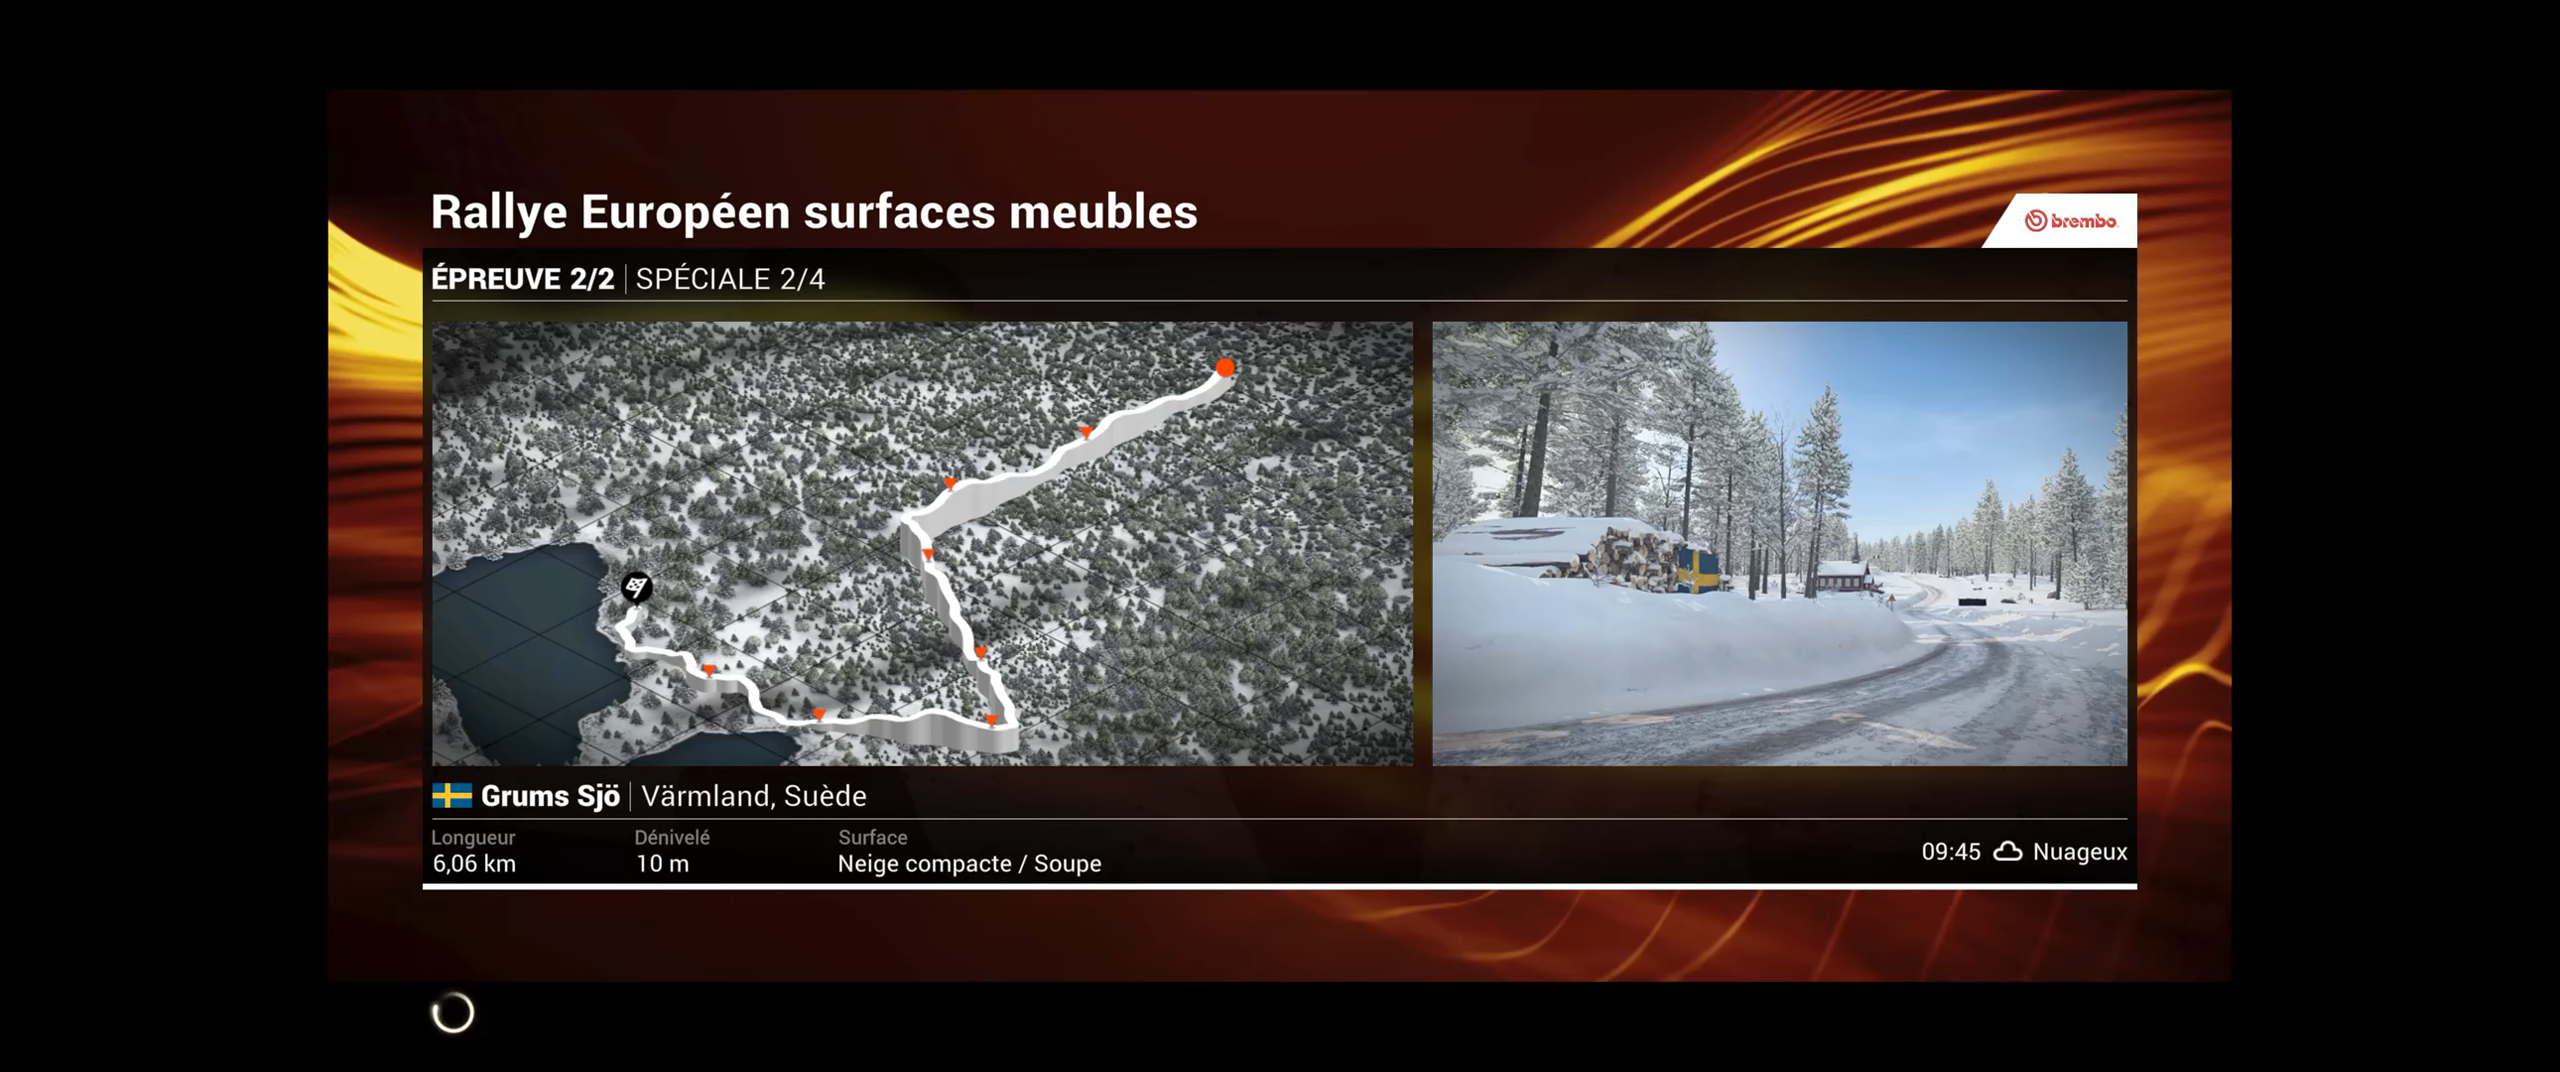 Rallye Européen surfaces meubles
brembo
ÉPREUVE 2/2 | SPÉCIALE 2/4
Grums Sjö | Värmland, Suède
Longueur Dénivelé Surface
6,06 km 10 m Neige compacte / Soupe
09:45 Nuageux